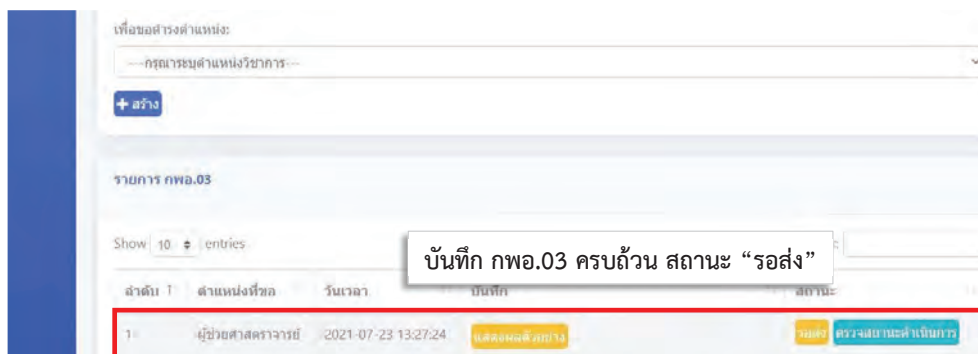 เพื่อขอดำรงตำแหน่ง:
---กรุณาระบุตำแหน่งวิชาการ---
+ สร้าง
รายการ กพอ.03
Show 10 entries
บันทึก กพอ.03 ครบถ้วน สถานะ “รอส่ง”
ลำดับ ตำแหน่งที่ขอ วันเวลา บันทึก สถานะ
1 ผู้ช่วยศาสตราจารย์ 2021-07-23 13:27:24 แสดงผลตัวอย่าง รอส่ง ตรวจสถานะดำเนินการ